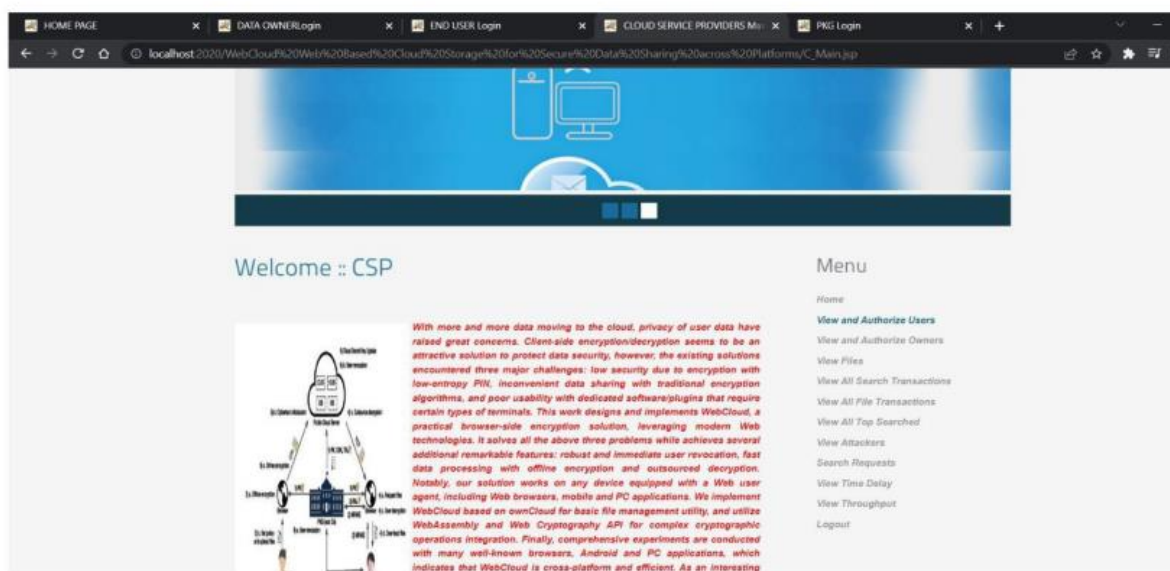 HOME PAGE
DATA OWNERLogin
END USER Login
CLOUD SERVICE PROVIDERS Ma
PKG Login
localhost:2020/WebCloud%20Web%20Based%20Cloud%20Storage%20for%20Secure%20Data%20Sharing%20across%20Platforms/C_Main.jsp
Welcome :: CSP
With more and more data moving to the cloud, privacy of user data have
raised great concerns. Client-side encryption/decryption seems to be an
attractive solution to protect data security, however, the existing solutions
encountered three major challenges: low security due to encryption with
low-entropy PIN, inconvenient data sharing with traditional encryption
algorithms, and poor usability with dedicated software/plugins that require
certain types of terminals. This work designs and implements WebCloud, a
practical browser-side encryption solution, leveraging modern Web
technologies. It solves all the above three problems while achieves several
additional remarkable features: robust and immediate user revocation, fast
data processing with offline encryption and outsourced decryption.
Notably, our solution works on any device equipped with a Web user
agent, including Web browsers, mobile and PC applications. We implement
WebCloud based on ownCloud for basic file management utility, and utilize
WebAssembly and Web Cryptography API for complex cryptographic
operations integration. Finally, comprehensive experiments are conducted
with many well-known browsers, Android and PC applications, which
indicates that WebCloud is cross-platform and efficient. As an interesting
Menu
Home
View and Authorize Users
View and Authorize Owners
View Files
View All Search Transactions
View All File Transactions
View All Top Searched
View Attackers
Search Requests
View Time Delay
View Throughput
Logout